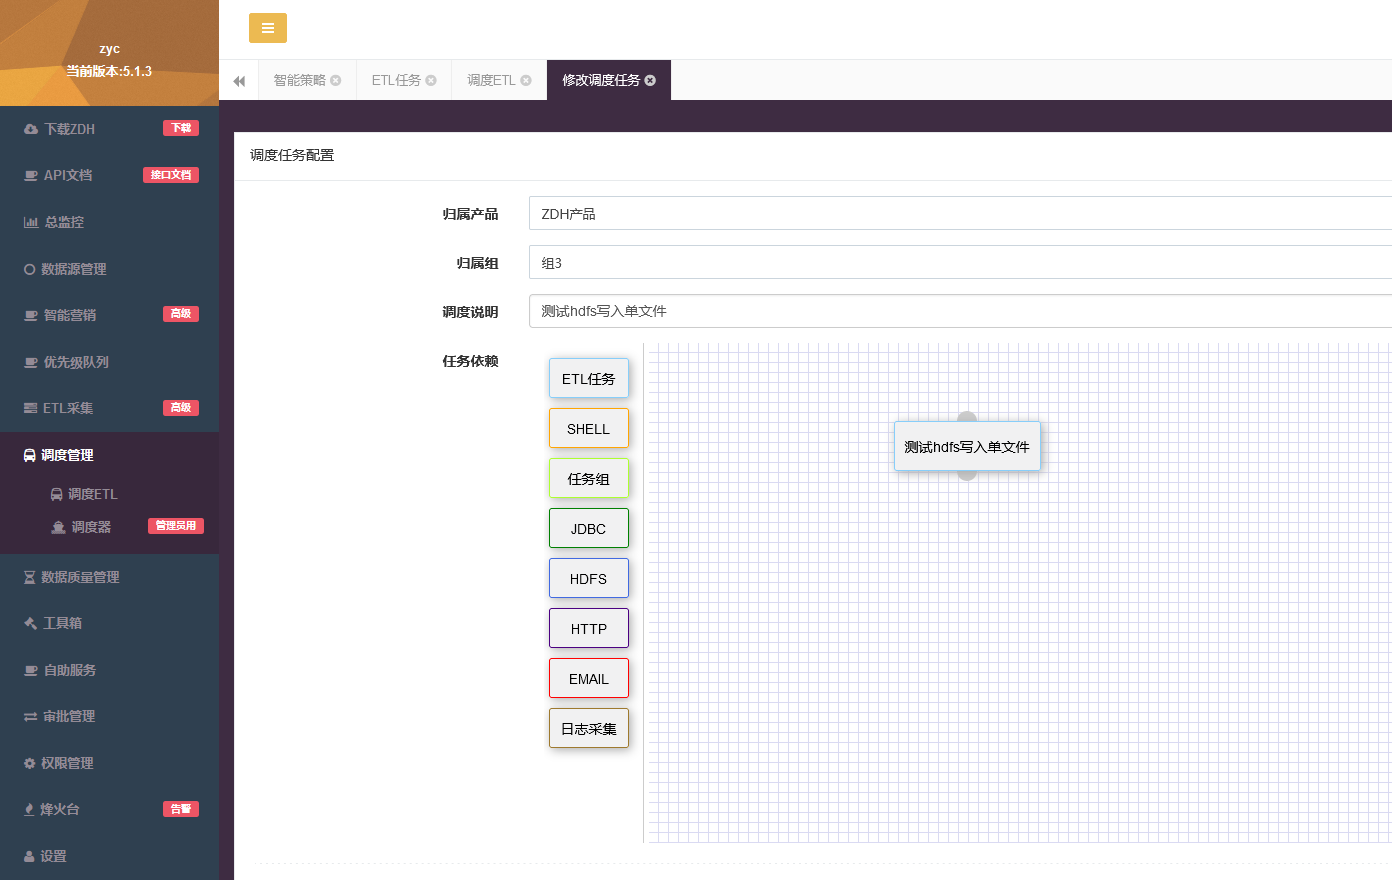 zyc
当前版本:5.1.3
下载ZDH 下载
API文档 接口文档
总监控
数据源管理
智能营销 高级
优先级队列
ETL采集 高级
调度管理
调度ETL
调度器 管理员用
数据质量管理
工具箱
自助服务
审批管理
权限管理
烽火台 告警
设置
智能策略 ETL任务 调度ETL 修改调度任务
调度任务配置
归属产品 ZDH产品
归属组 组3
调度说明 测试hdfs写入单文件
任务依赖
ETL任务
SHELL
任务组
JDBC
HDFS
HTTP
EMAIL
日志采集
测试hdfs写入单文件